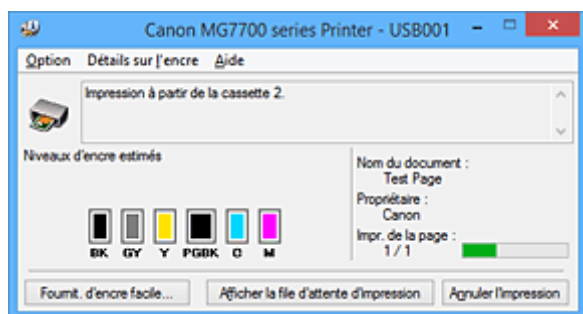 Canon MG7700 series Printer - USB001
Option Détails sur l'encre Aide
Impression à partir de la cassette 2.
Niveaux d'encre estimés
BK GY Y PGBK C M
Nom du document :
Test Page
Propriétaire :
Canon
Impr. de la page :
1 / 1
Fournit. d'encre facile... Afficher la file d'attente d'impression Annuler l'impression